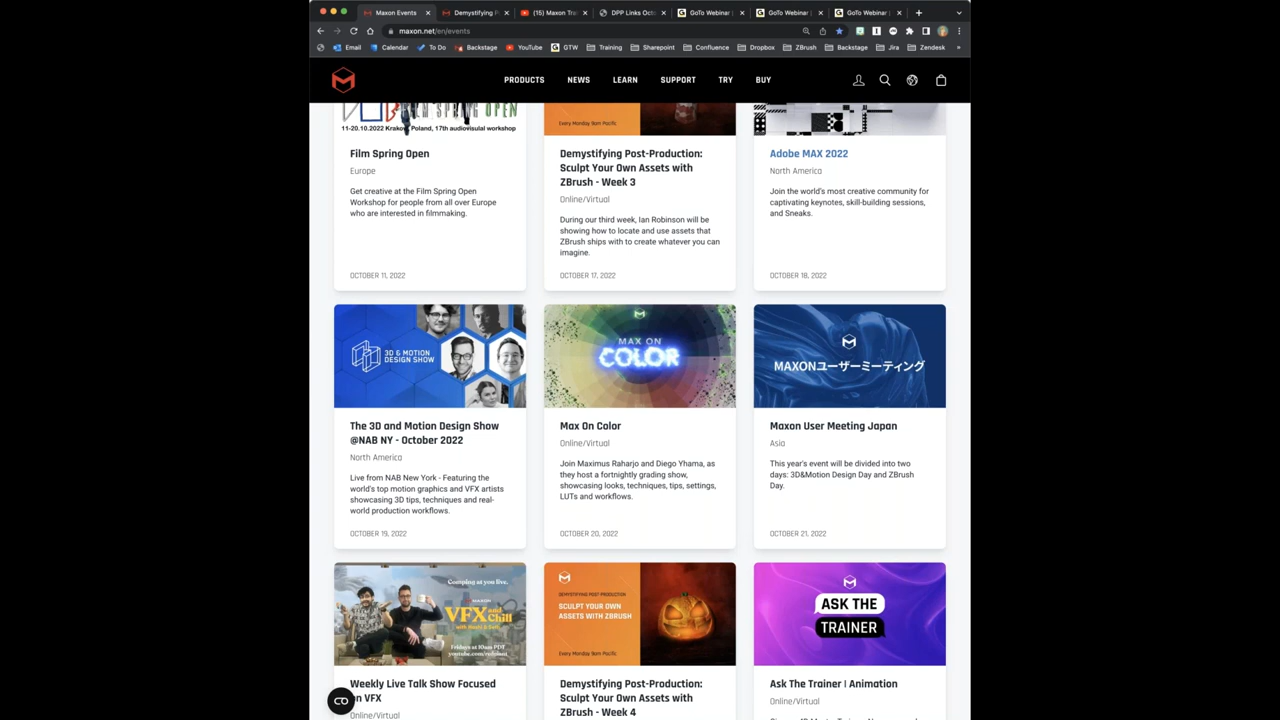 Maxon Events
Demystifying P
(15) Maxon Tra
DPP Links Octo
GoTo Webinar
GoTo Webinar
GoTo Webinar
maxon.net/en/events
Email
Calendar
To Do
Backstage
YouTube
GTW
Training
Sharepoint
Confluence
Dropbox
ZBrush
Backstage
Jira
Zendesk
»
PRODUCTS
NEWS
LEARN
SUPPORT
TRY
BUY
FILM SPRING OPEN
11-20.10.2022 Krakow, Poland, 17th audiovisual workshop
Film Spring Open
Europe
Get creative at the Film Spring Open
Workshop for people from all over Europe
who are interested in filmmaking.
OCTOBER 11, 2022
Every Monday 9am Pacific
Demystifying Post-Production:
Sculpt Your Own Assets with
ZBrush - Week 3
Online/Virtual
During our third week, Ian Robinson will be
showing how to locate and use assets that
ZBrush ships with to create whatever you can
imagine.
OCTOBER 17, 2022
Adobe MAX 2022
North America
Join the world's most creative community for
captivating keynotes, skill-building sessions,
and Sneaks.
OCTOBER 18, 2022
3D & MOTION
DESIGN SHOW
The 3D and Motion Design Show
@NAB NY - October 2022
North America
Live from NAB New York - Featuring the
world's top motion graphics and VFX artists
showcasing 3D tips, techniques and real-
world production workflows.
OCTOBER 19, 2022
MAX ON
COLOR
Max On Color
Online/Virtual
Join Maximus Raharjo and Diego Yhama, as
they host a fortnightly grading show,
showcasing looks, techniques, tips, settings,
LUTs and workflows.
OCTOBER 20, 2022
MAXONユーザーミーティング
Maxon User Meeting Japan
Asia
This year's event will be divided into two
days: 3D&Motion Design Day and ZBrush
Day.
OCTOBER 21, 2022
Comping at you live.
MAXON
VFX and
Chill
Fridays at 10am PDT
youtube.com/redgiant
Weekly Live Talk Show Focused
on VFX
Online/Virtual
DEMYSTIFYING POST-PRODUCTION
SCULPT YOUR OWN
ASSETS WITH ZBRUSH
Every Monday 9am Pacific
Demystifying Post-Production:
Sculpt Your Own Assets with
ZBrush - Week 4
ASK THE
TRAINER
Ask The Trainer | Animation
Online/Virtual